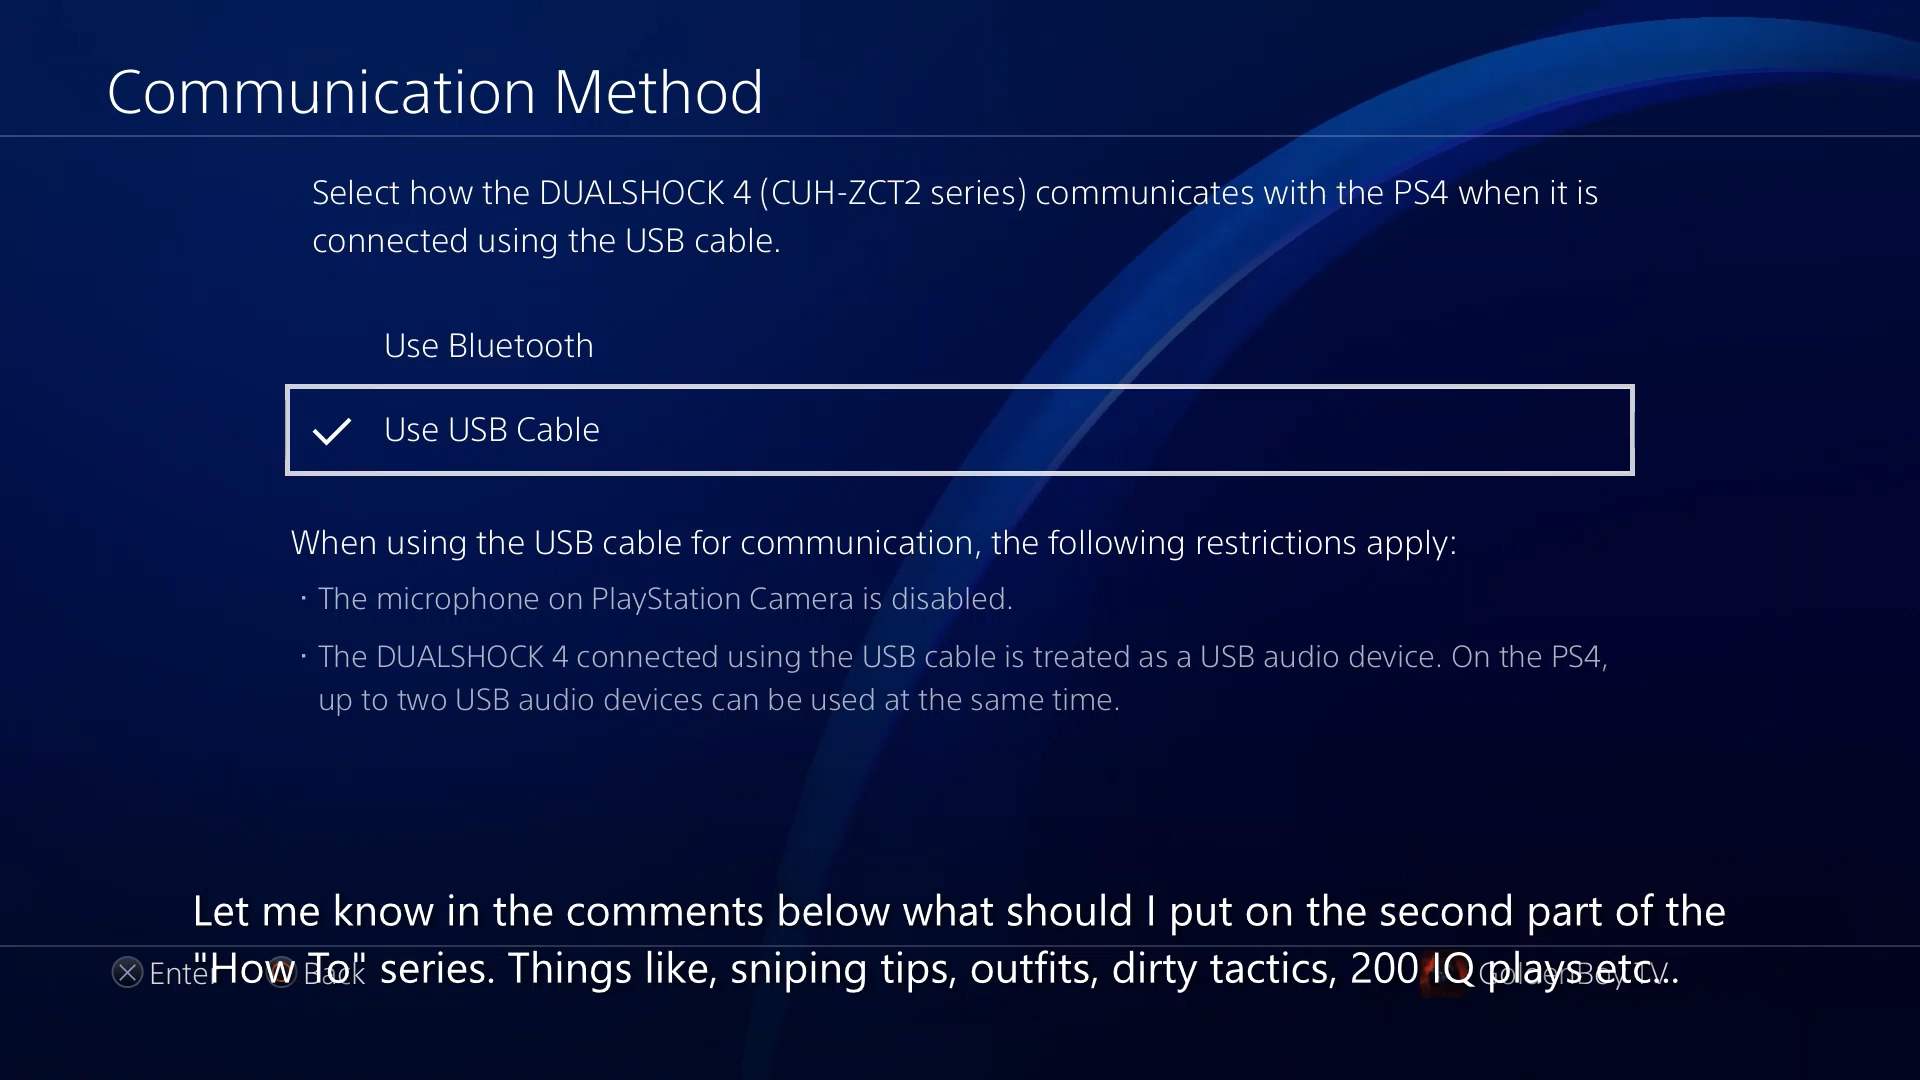 Communication Method
Select how the DUALSHOCK 4 (CUH-ZCT2 series) communicates with the PS4 when it is
connected using the USB cable.
Use Bluetooth
Use USB Cable
When using the USB cable for communication, the following restrictions apply:
· The microphone on PlayStation Camera is disabled.
· The DUALSHOCK 4 connected using the USB cable is treated as a USB audio device. On the PS4,
up to two USB audio devices can be used at the same time.
Let me know in the comments below what should I put on the second part of the
"How To" series. Things like, sniping tips, outfits, dirty tactics, 200 IQ plays etc...
Enter Back GoldenBoy TV